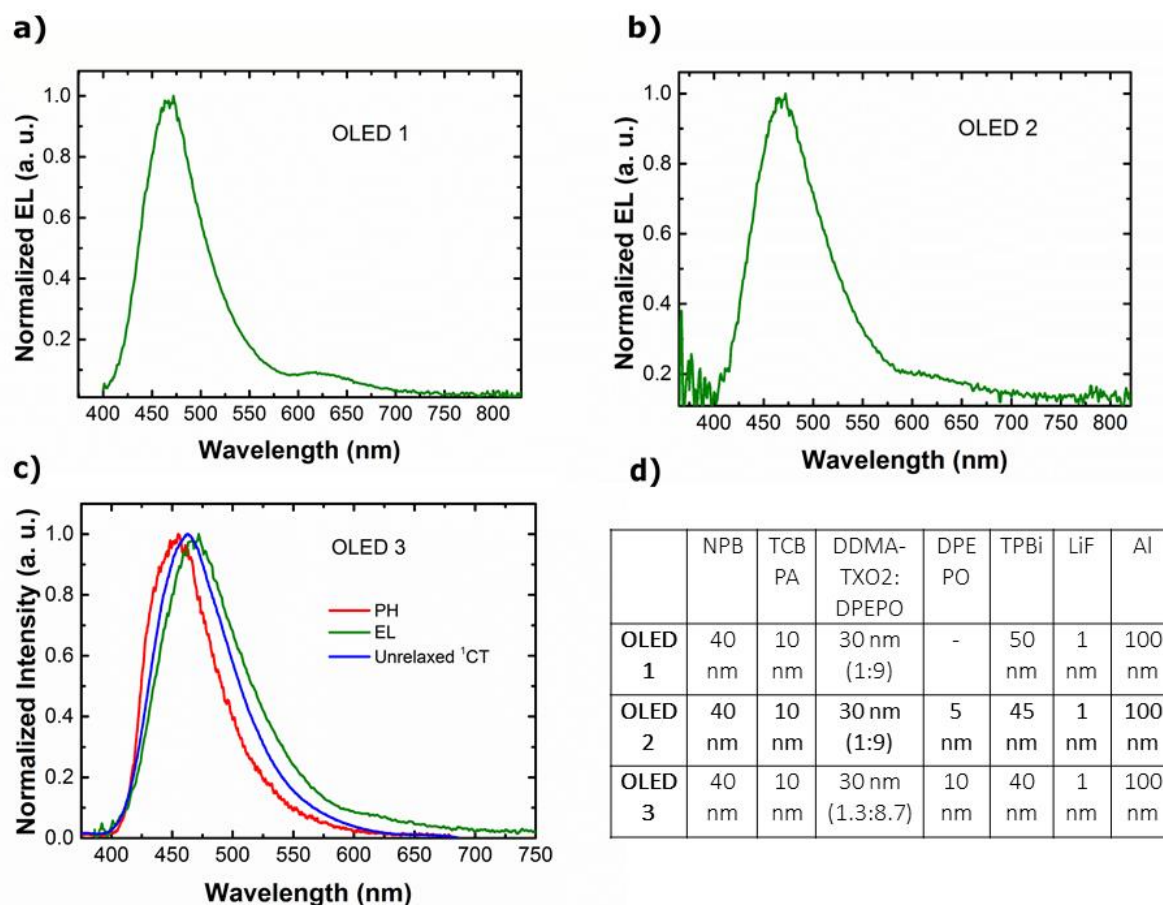 a)
1.0
0.8
0.6
0.4
0.2
Normalized EL (a. u.)
OLED 1
400 450 500 550 600 650 700 750 800
Wavelength (nm)
b)
1.0
0.8
0.6
0.4
0.2
Normalized EL (a. u.)
OLED 2
400 450 500 550 600 650 700 750 800
Wavelength (nm)
c)
1.0
0.8
0.6
0.4
0.2
0.0
Normalized Intensity (a. u.)
OLED 3
PH
EL
Unrelaxed ¹CT
400 450 500 550 600 650 700 750
Wavelength (nm)
d)
NPB TCB DDMA- DPE TPBi LiF Al
PA TXO2: PO
DPEPO
OLED 40 10 30 nm - 50 1 100
1 nm nm (1:9) nm nm nm
OLED 40 10 30 nm 5 45 1 100
2 nm nm (1:9) nm nm nm nm
OLED 40 10 30 nm 10 40 1 100
3 nm nm (1.3:8.7) nm nm nm nm